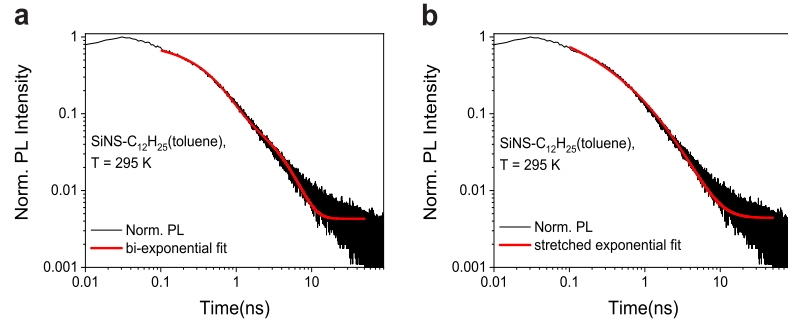 a
1
0.1
0.01
0.001
Norm. PL Intensity
SiNS-C12H25(toluene),
T = 295 K
Norm. PL
bi-exponential fit
0.01 0.1 1 10
Time(ns)
b
1
0.1
0.01
0.001
Norm. PL Intensity
SiNS-C12H25(toluene),
T = 295 K
Norm. PL
stretched exponential fit
0.01 0.1 1 10
Time(ns)